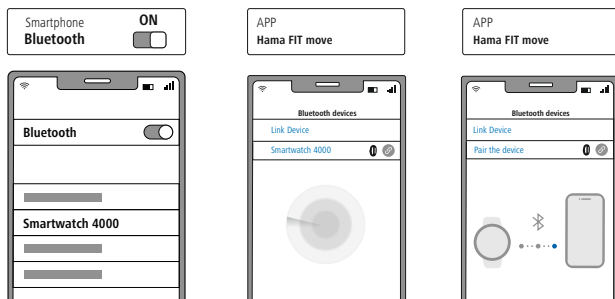 Smartphone
ON
Bluetooth
Bluetooth
Smartwatch 4000
APP
Hama FIT move
Bluetooth devices
Link Device
Smartwatch 4000
APP
Hama FIT move
Bluetooth devices
Link Device
Pair the device